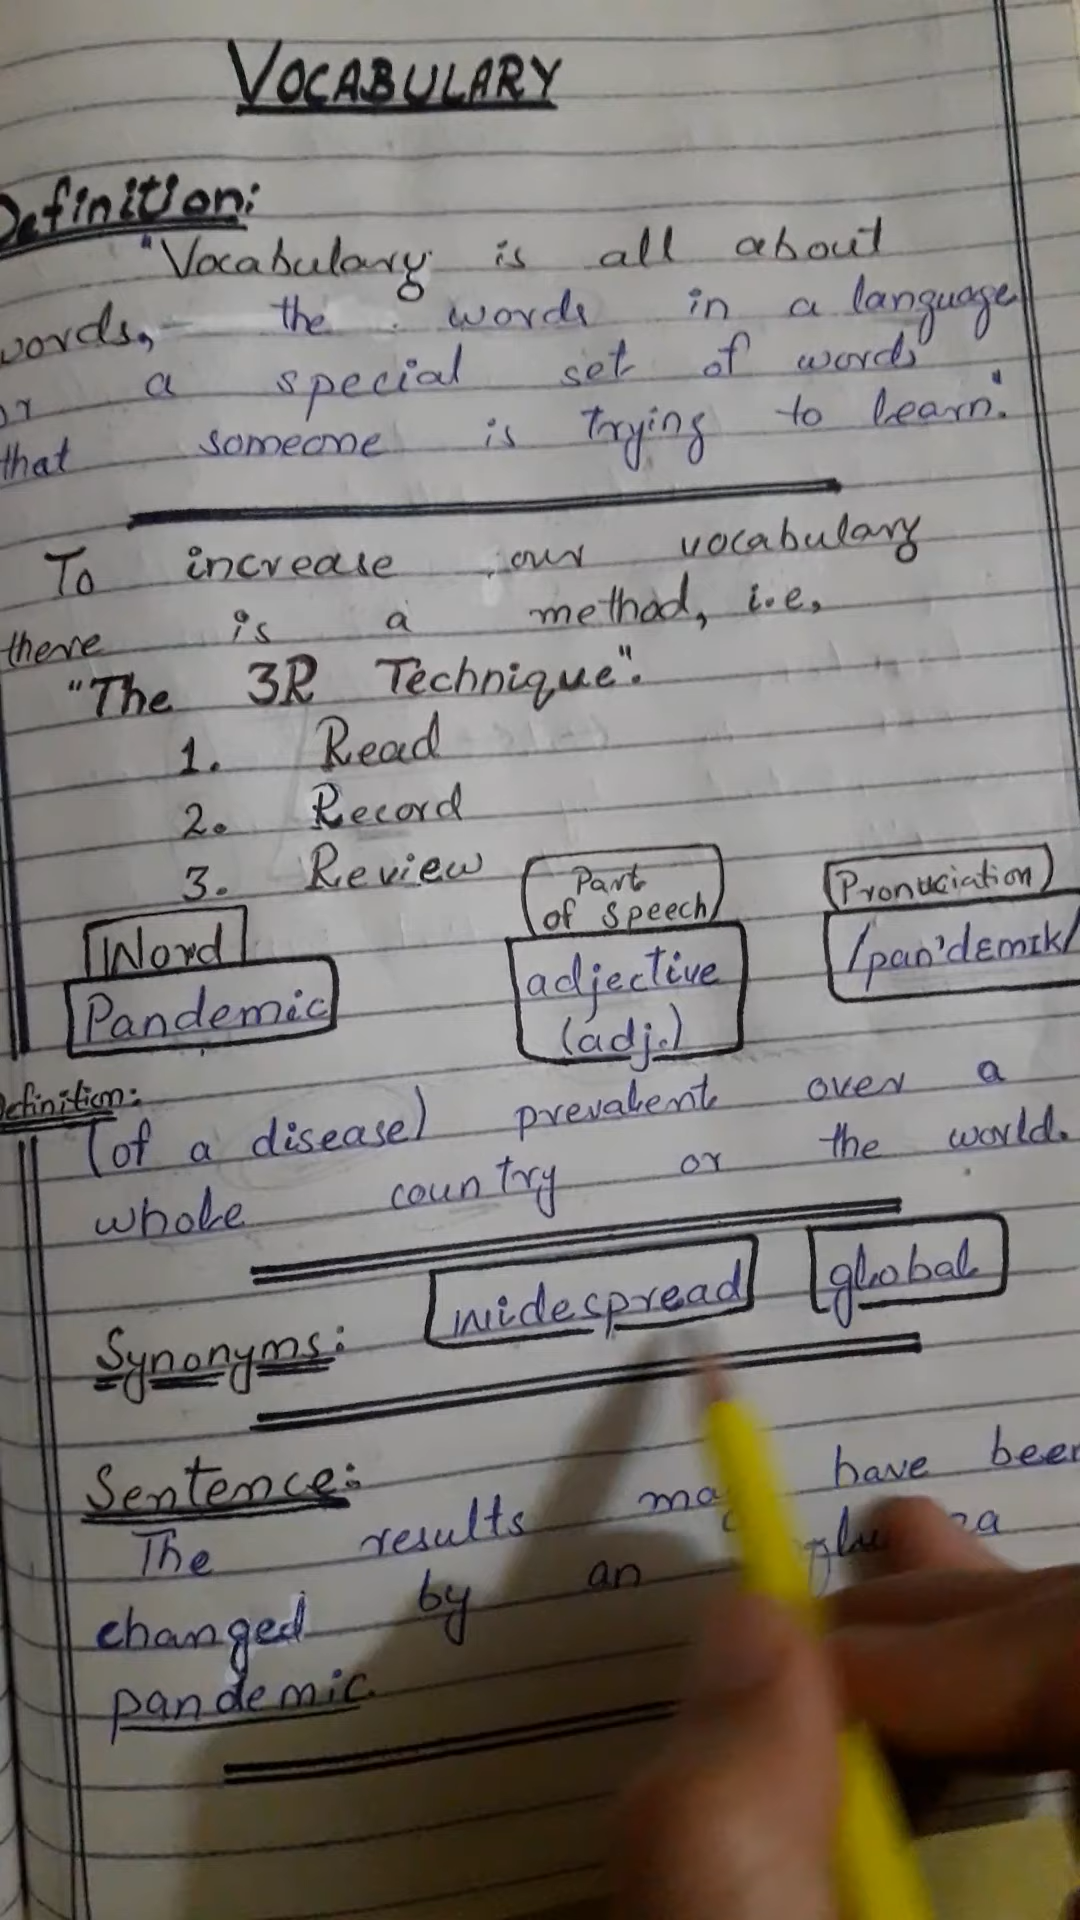 VOCABULARY
Definition:
"Vocabulary is all about
words, the words in a language
or a special set of words
that someone is trying to learn."
To increase our vocabulary
there is a method, i.e,
"The 3R Technique".
1. Read
2. Record
3. Review
Part
of Speech
Pronuciation
Word
adjective
(adj.)
/pan'dɛmɪk/
Pandemic
Definition:
(of a disease) prevalent over a
whole country or the world.
Synonyms: widespread global
Sentence:
The results may have been
changed by an
pandemic.